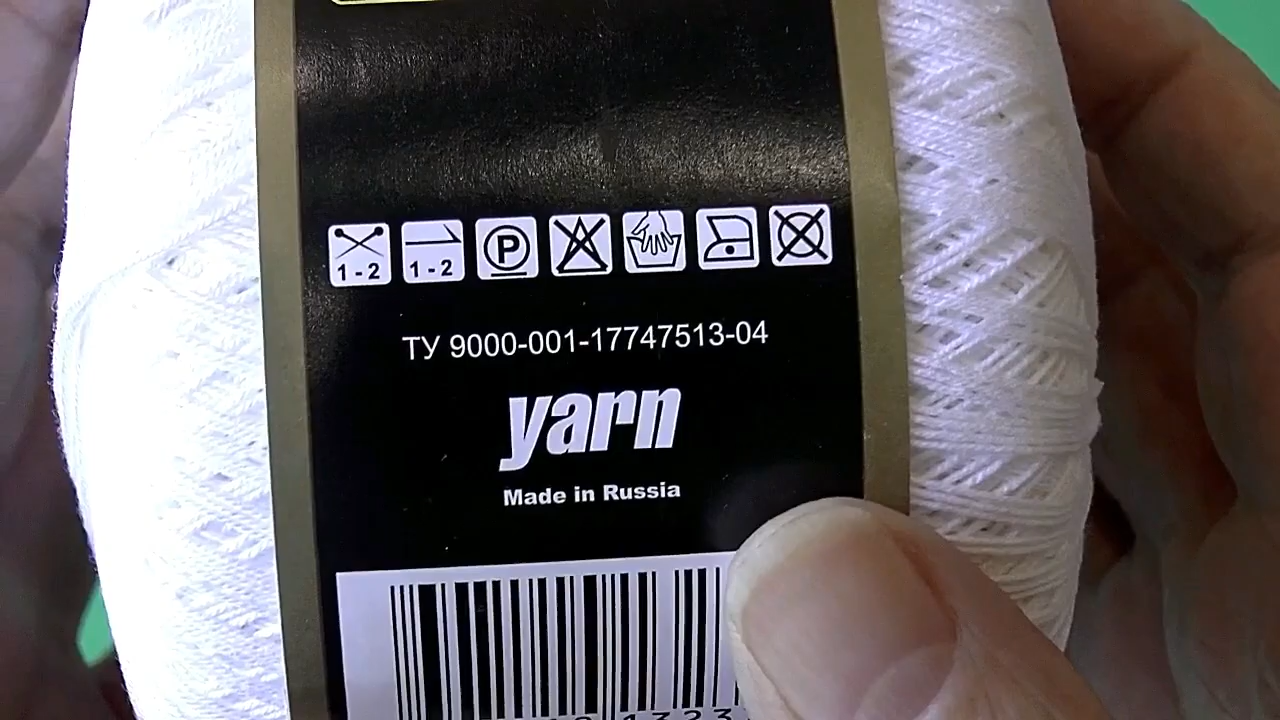 1 - 2 1 - 2 P
ТУ 9000-001-17747513-04
yarn
Made in Russia